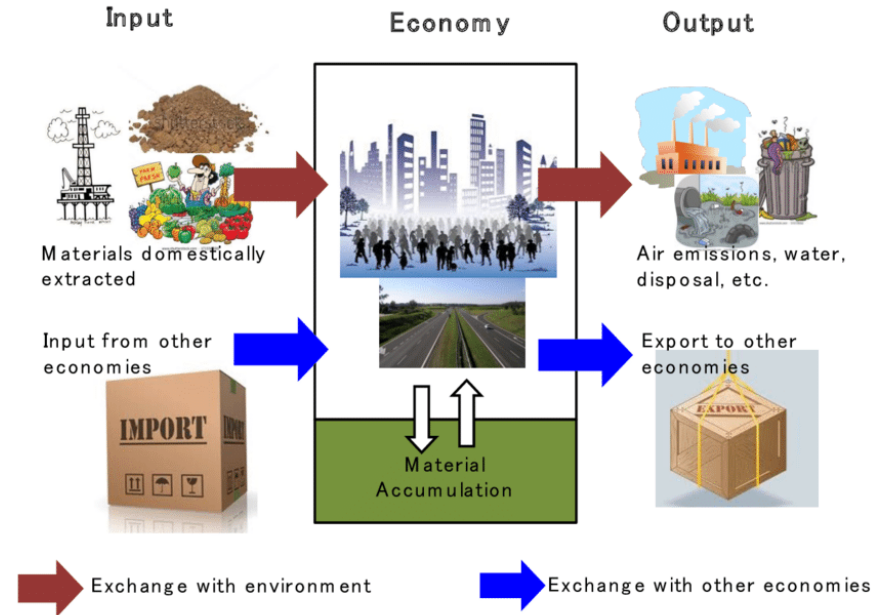 Input
Economy
Output
Materials domestically
extracted
Air emissions, water,
disposal, etc.
Input from other
economies
Export to other
economies
IMPORT
EXPORT
Material
Accumulation
Exchange with environment
Exchange with other economies